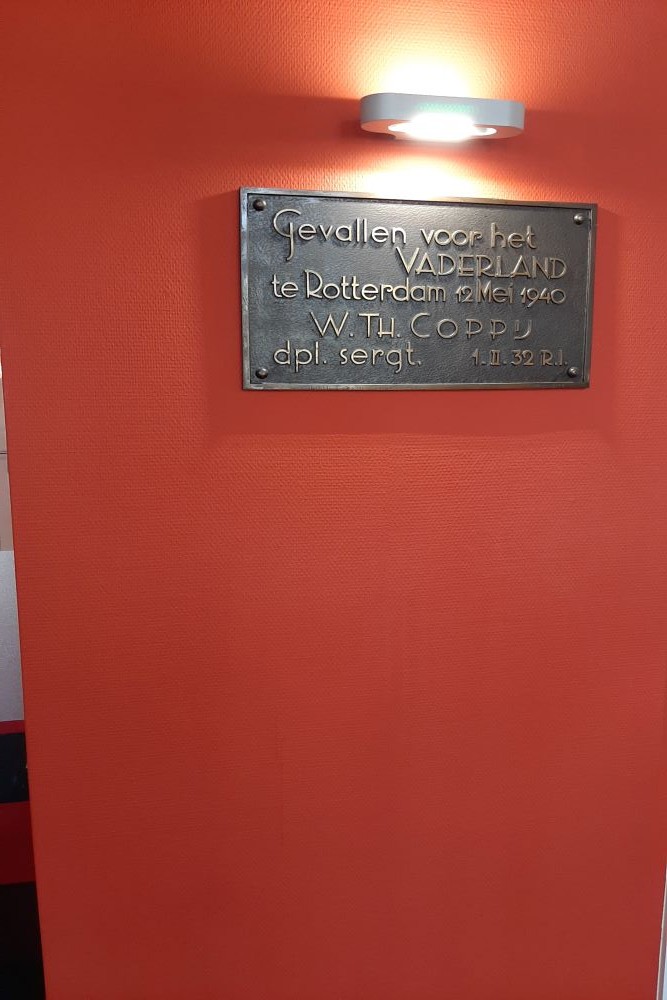 Gevallen voor het
VADERLAND
te Rotterdam 12 Mei 1940
W. TH. COPPIJ
dpl. sergt. 1. II. 32 R.I.